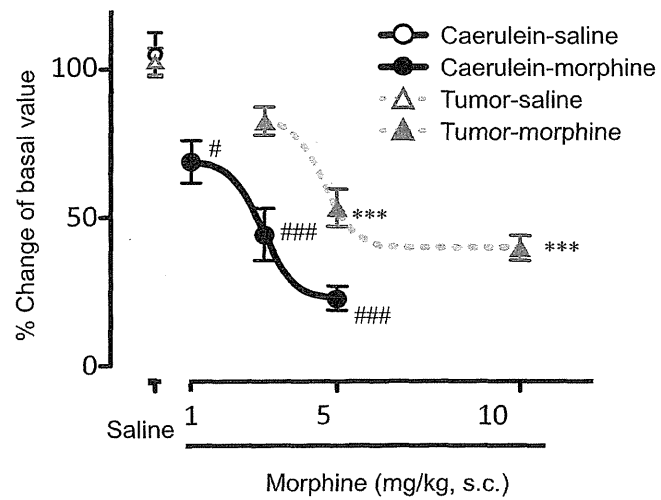 Caerulein-saline
Caerulein-morphine
Tumor-saline
Tumor-morphine
% Change of basal value
100
50
0
#
###
###
***
***
Saline
1
5
10
Morphine (mg/kg, s.c.)